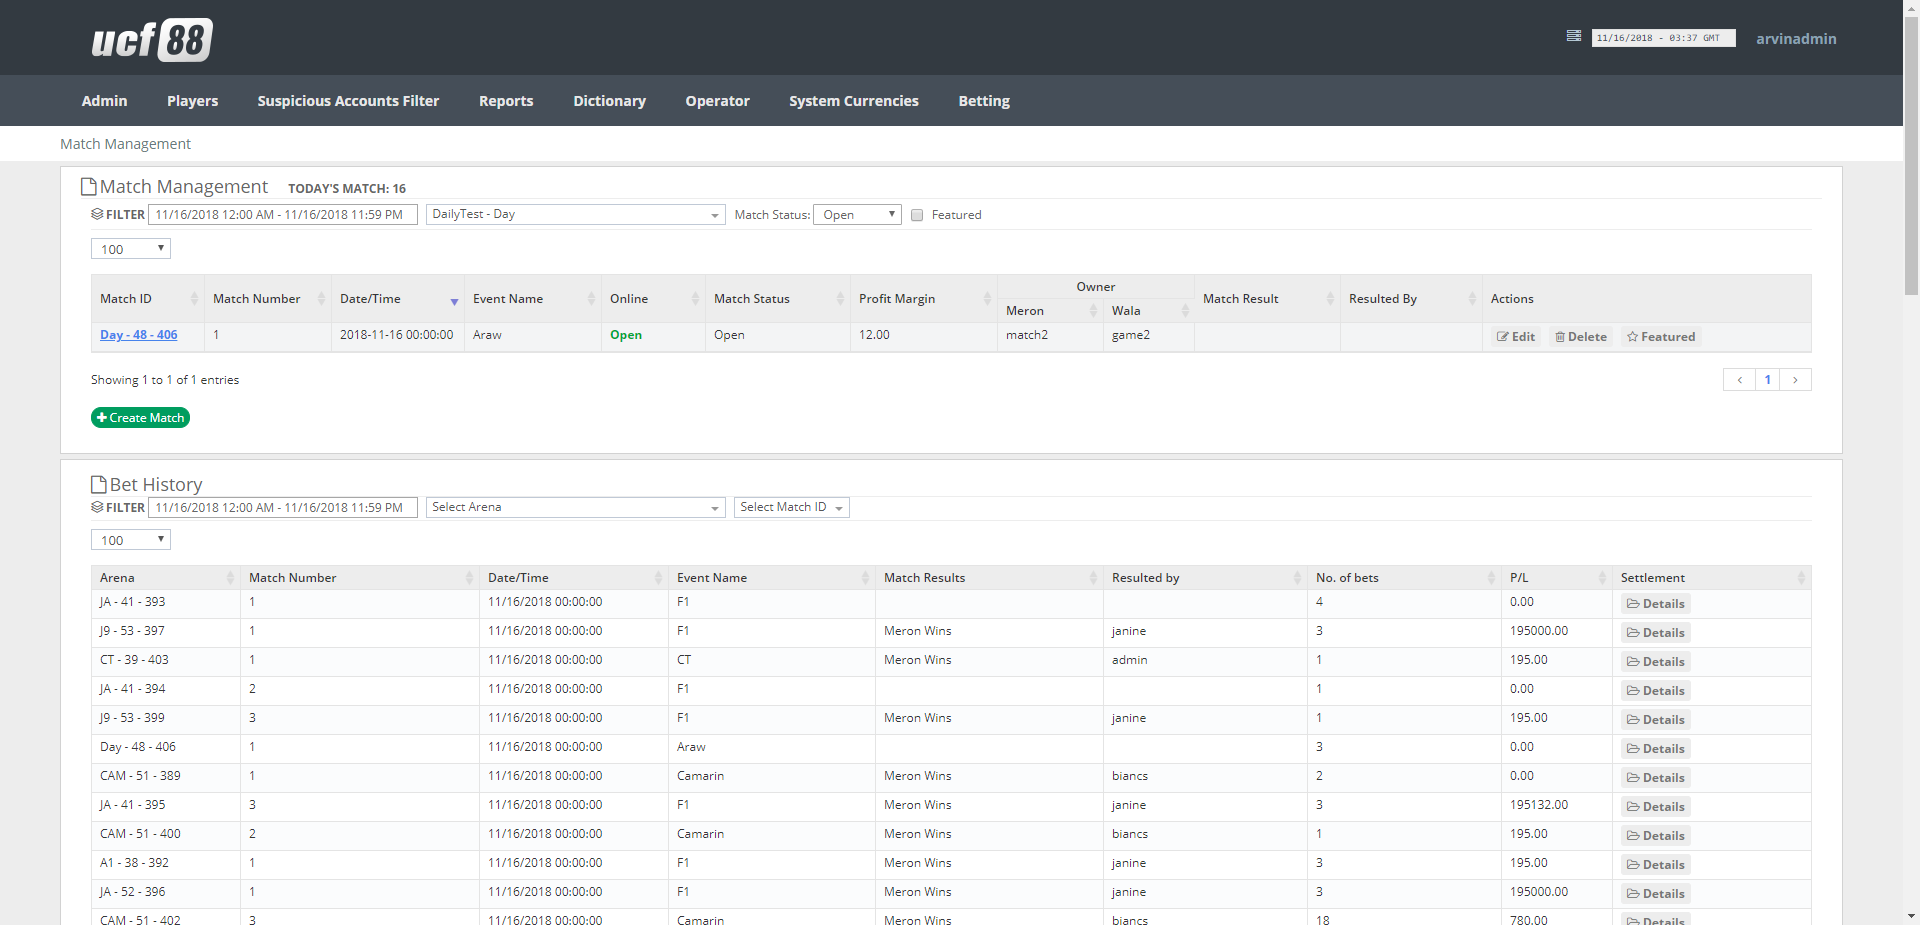 ucf 88
11/16/2018 - 03:37 GMT arvinadmin
Admin Players Suspicious Accounts Filter Reports Dictionary Operator System Currencies Betting
Match Management
Match Management TODAY'S MATCH: 16
FILTER 11/16/2018 12:00 AM - 11/16/2018 11:59 PM DailyTest - Day Match Status: Open Featured
100
Owner
Match ID Match Number Date/Time Event Name Online Match Status Profit Margin Meron Wala Match Result Resulted By Actions
Day - 48 - 406 1 2018-11-16 00:00:00 Araw Open Open 12.00 match2 game2 Edit Delete Featured
Showing 1 to 1 of 1 entries < 1 >
Create Match
Bet History
FILTER 11/16/2018 12:00 AM - 11/16/2018 11:59 PM Select Arena Select Match ID
100
Arena Match Number Date/Time Event Name Match Results Resulted by No. of bets P/L Settlement
JA - 41 - 393 1 11/16/2018 00:00:00 F1 4 0.00 Details
J9 - 53 - 397 1 11/16/2018 00:00:00 F1 Meron Wins janine 3 195000.00 Details
CT - 39 - 403 1 11/16/2018 00:00:00 CT Meron Wins admin 1 195.00 Details
JA - 41 - 394 2 11/16/2018 00:00:00 F1 1 0.00 Details
J9 - 53 - 399 3 11/16/2018 00:00:00 F1 Meron Wins janine 1 195.00 Details
Day - 48 - 406 1 11/16/2018 00:00:00 Araw 3 0.00 Details
CAM - 51 - 389 1 11/16/2018 00:00:00 Camarin Meron Wins biancs 2 0.00 Details
JA - 41 - 395 3 11/16/2018 00:00:00 F1 Meron Wins janine 3 195132.00 Details
CAM - 51 - 400 2 11/16/2018 00:00:00 Camarin Meron Wins biancs 1 195.00 Details
A1 - 38 - 392 1 11/16/2018 00:00:00 F1 Meron Wins janine 3 195.00 Details
JA - 52 - 396 1 11/16/2018 00:00:00 F1 Meron Wins janine 3 195000.00 Details
CAM - 51 - 402 3 11/16/2018 00:00:00 Camarin Meron Wins biancs 18 780.00 Details